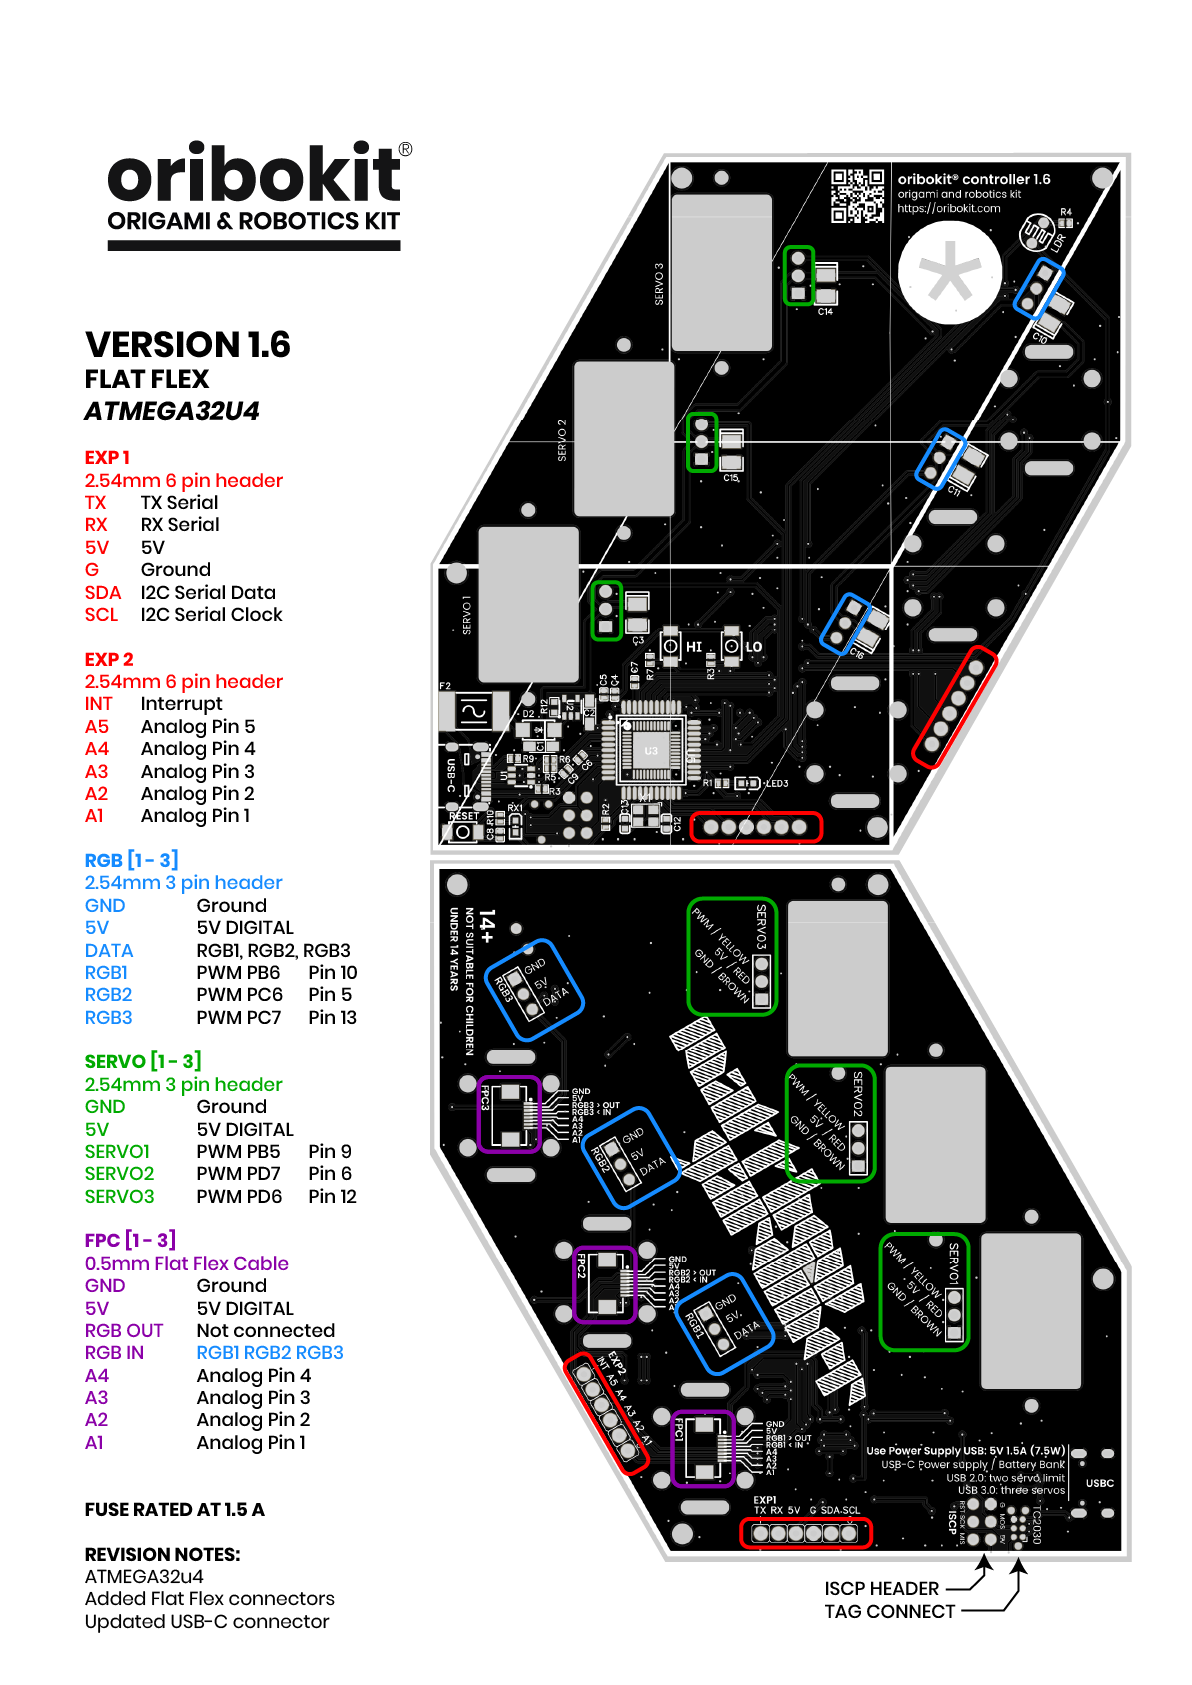 oribokit®
ORIGAMI & ROBOTICS KIT
VERSION 1.6
FLAT FLEX
ATMEGA32U4
EXP 1
2.54mm 6 pin header
TX TX Serial
RX RX Serial
5V 5V
G Ground
SDA I2C Serial Data
SCL I2C Serial Clock
EXP 2
2.54mm 6 pin header
INT Interrupt
A5 Analog Pin 5
A4 Analog Pin 4
A3 Analog Pin 3
A2 Analog Pin 2
A1 Analog Pin 1
RGB [1 - 3]
2.54mm 3 pin header
GND Ground
5V 5V DIGITAL
DATA RGB1, RGB2, RGB3
RGB1 PWM PB6 Pin 10
RGB2 PWM PC6 Pin 5
RGB3 PWM PC7 Pin 13
SERVO [1 - 3]
2.54mm 3 pin header
GND Ground
5V 5V DIGITAL
SERVO1 PWM PB5 Pin 9
SERVO2 PWM PD7 Pin 6
SERVO3 PWM PD6 Pin 12
FPC [1 - 3]
0.5mm Flat Flex Cable
GND Ground
5V 5V DIGITAL
RGB OUT Not connected
RGB IN RGB1 RGB2 RGB3
A4 Analog Pin 4
A3 Analog Pin 3
A2 Analog Pin 2
A1 Analog Pin 1
FUSE RATED AT 1.5 A
REVISION NOTES:
ATMEGA32u4
Added Flat Flex connectors
Updated USB-C connector
oribokit® controller 1.6
origami and robotics kit
https://oribokit.com
R4
LDR
SERVO 3
C14
C10
SERVO 2
C15
C11
SERVO 1
C3
C16
HI
LO
C7
R7
R3
C5
C4
F2
R12
D2
U3
USB-C
R9
R6
R5
C9
C6
R3
R1
LED3
RESET
RX1
R10
C8
R2
C13
C12
14+
NOT SUITABLE FOR CHILDREN
UNDER 14 YEARS
SERVO3
PWM / YELLOW
5V / RED
GND / BROWN
RGB3
GND
5V
DATA
FPC3
GND
5V
RGB3 > OUT
RGB3 < IN
A4
A3
A2
A1
SERVO2
PWM / YELLOW
5V / RED
GND / BROWN
RGB2
GND
5V
DATA
FPC2
GND
5V
RGB2 > OUT
RGB2 < IN
A4
A3
A2
A1
SERVO1
PWM / YELLOW
5V / RED
GND / BROWN
RGB1
GND
5V
DATA
EXP2
INT A5 A4 A3 A2 A1
FPC1
GND
5V
RGB1 > OUT
RGB1 < IN
A4
A3
A2
A1
Use Power Supply USB: 5V 1.5A (7.5W)
USB-C Power supply / Battery Bank
USB 2.0: two servo limit
USB 3.0: three servos
USBC
EXP1
TX RX 5V G SDA SCL
ISCP
RST SCK MIS
G MOS 5V
TC2030
ISCP HEADER
TAG CONNECT